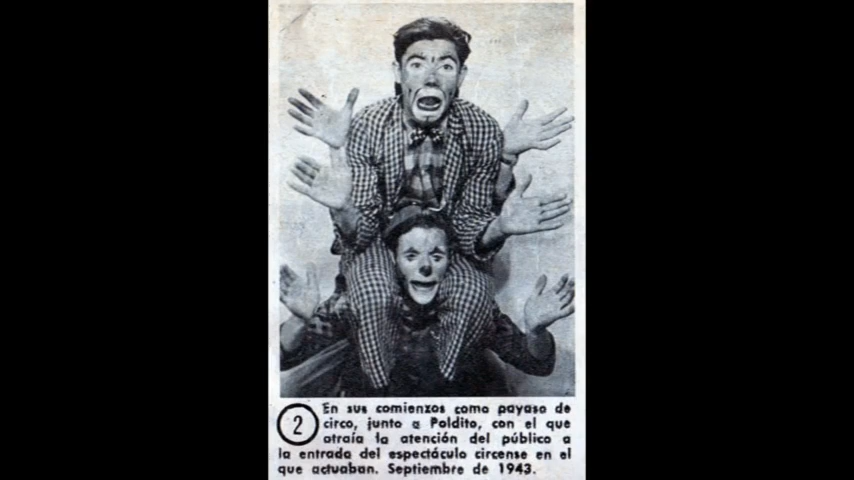 2
En sus comienzos como payaso de
circo, junto a Poldito, con el que
atraía la atención del público a
la entrada del espectáculo circense en el
que actuaban. Septiembre de 1943.